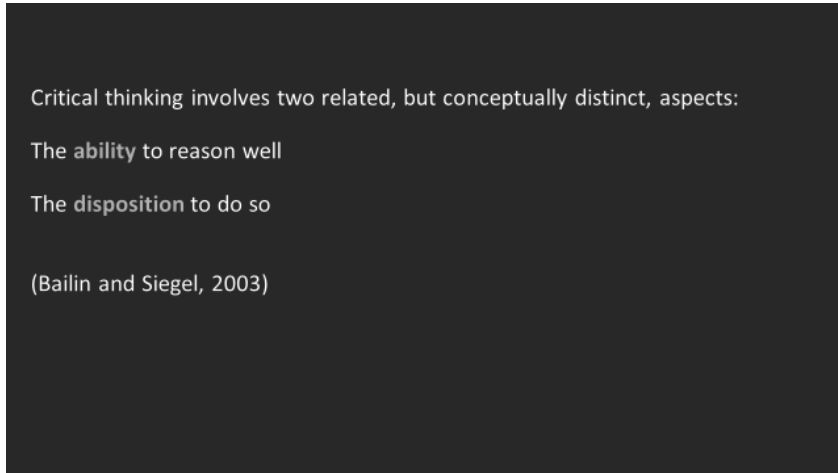 Critical thinking involves two related, but conceptually distinct, aspects:
The ability to reason well
The disposition to do so
(Bailin and Siegel, 2003)